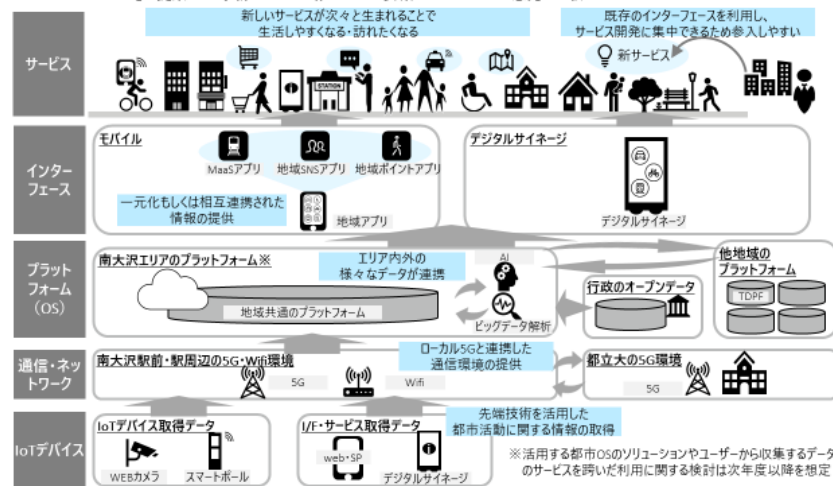 新しいサービスが次々と生まれることで
生活しやすくなる・訪れたくなる
既存のインターフェースを利用し、
サービス開発に集中できるため参入しやすい
サービス
新サービス
STATION
インター
フェース
モバイル
MaaSアプリ
地域SNSアプリ
地域ポイントアプリ
一元化もしくは相互連携された
情報の提供
地域アプリ
デジタルサイネージ
デジタルサイネージ
プラット
フォーム
（OS）
南大沢エリアのプラットフォーム※
エリア内外の
様々なデータが連携
AI
地域共通のプラットフォーム
ビッグデータ解析
行政のオープンデータ
他地域の
プラットフォーム
TDPF
通信・ネッ
トワーク
南大沢駅前・駅周辺の5G・Wifi環境
5G
Wifi
ローカル5Gと連携した
通信環境の提供
都立大の5G環境
5G
IoTデバイス
IoTデバイス取得データ
WEBカメラ
スマートポール
I/F・サービス取得データ
web・SP
デジタルサイネージ
先端技術を活用した
都市活動に関する情報の取得
※活用する都市OSのソリューションやユーザーから収集するデータ
のサービスを跨いだ利用に関する検討は次年度以降を想定